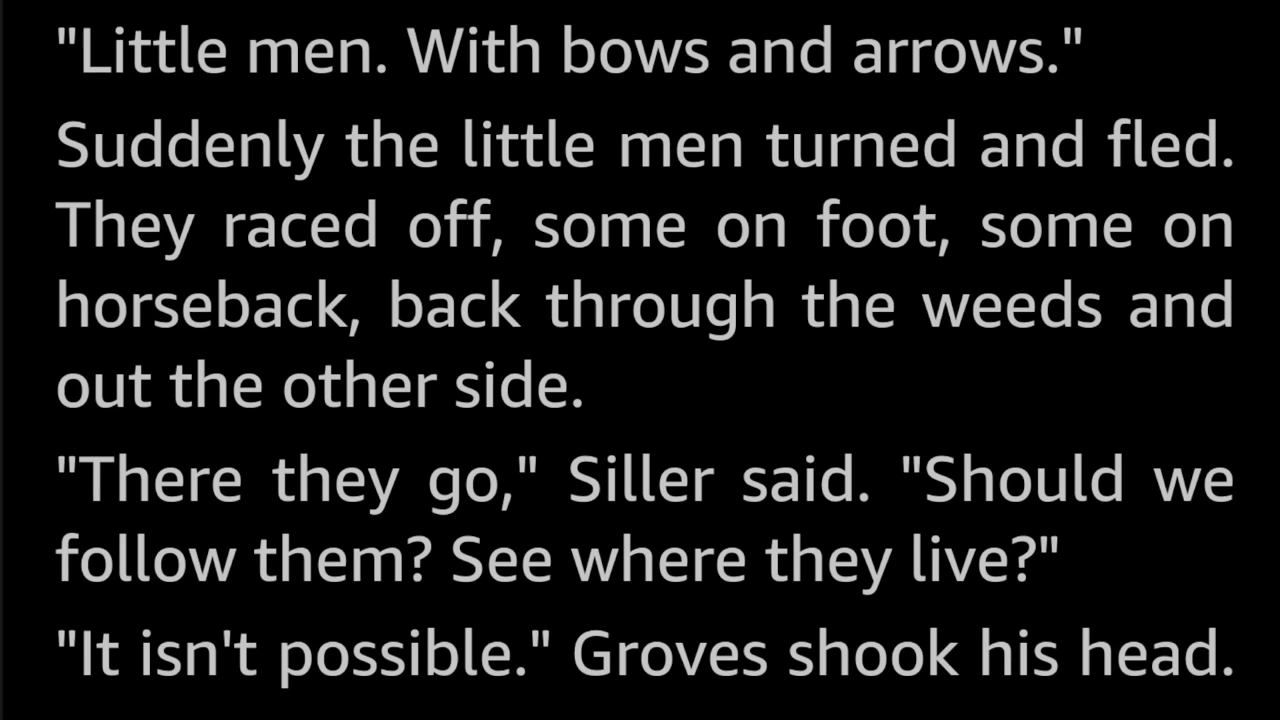 "Little men. With bows and arrows."
Suddenly the little men turned and fled.
They raced off, some on foot, some on
horseback, back through the weeds and
out the other side.
"There they go," Siller said. "Should we
follow them? See where they live?"
"It isn't possible." Groves shook his head.